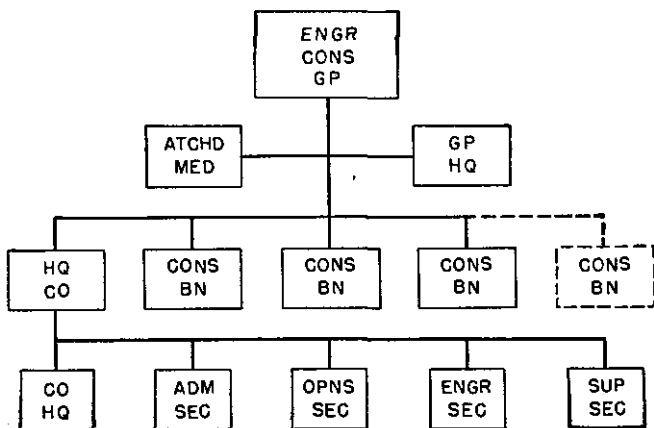 ENGR
CONS
GP
ATCHD
MED
GP
HQ
HQ
CO
CONS
BN
CONS
BN
CONS
BN
CONS
BN
CO
HQ
ADM
SEC
OPNS
SEC
ENGR
SEC
SUP
SEC